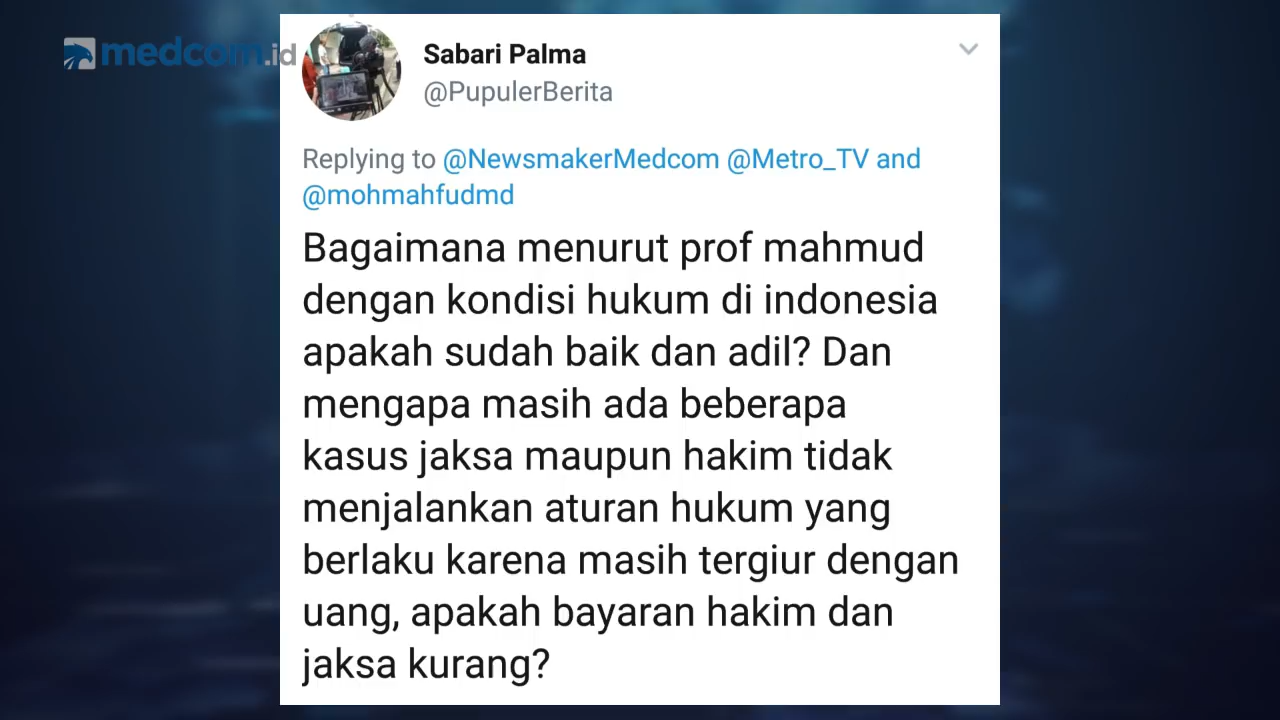 medcom.id
Sabari Palma
@PupulerBerita
Replying to @NewsmakerMedcom @Metro_TV and
@mohmahfudmd
Bagaimana menurut prof mahmud
dengan kondisi hukum di indonesia
apakah sudah baik dan adil? Dan
mengapa masih ada beberapa
kasus jaksa maupun hakim tidak
menjalankan aturan hukum yang
berlaku karena masih tergiur dengan
uang, apakah bayaran hakim dan
jaksa kurang?